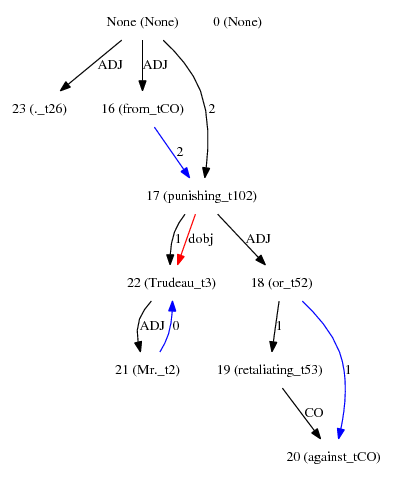 None (None) 0 (None)
ADJ ADJ
23 (._t26) 16 (from_tCO) 2
2
17 (punishing_t102)
1 dobj ADJ
22 (Trudeau_t3) 18 (or_t52)
ADJ 0 1
21 (Mr._t2) 19 (retaliating_t53) 1
CO
20 (against_tCO)